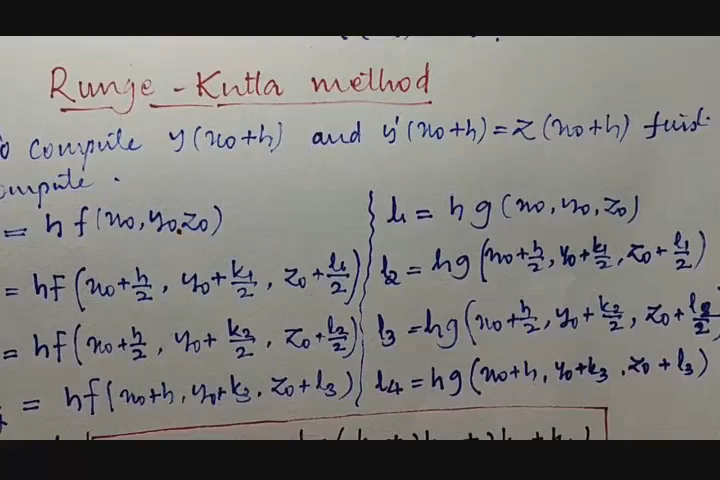 Runge-Kutta method
To compute y(x0+h) and y'(x0+h) = z(x0+h) first
compute.
= hf(x0, y0, z0) l1 = hg(x0, y0, z0)
= hf(x0+h/2, y0+k1/2, z0+l1/2) l2 = hg(x0+h/2, y0+k1/2, z0+l1/2)
= hf(x0+h/2, y0+k2/2, z0+l2/2) l3 = hg(x0+h/2, y0+k2/2, z0+l2/2)
= hf(x0+h, y0+k3, z0+l3) l4 = hg(x0+h, y0+k3, z0+l3)